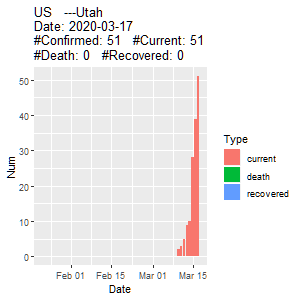 US   ---Utah
Date: 2020-03-17
#Confirmed: 51   #Current: 51
#Death: 0   #Recovered: 0
50
40
30
20
10
0
Num
Feb 01
Feb 15
Mar 01
Mar 15
Date
Type
current
death
recovered